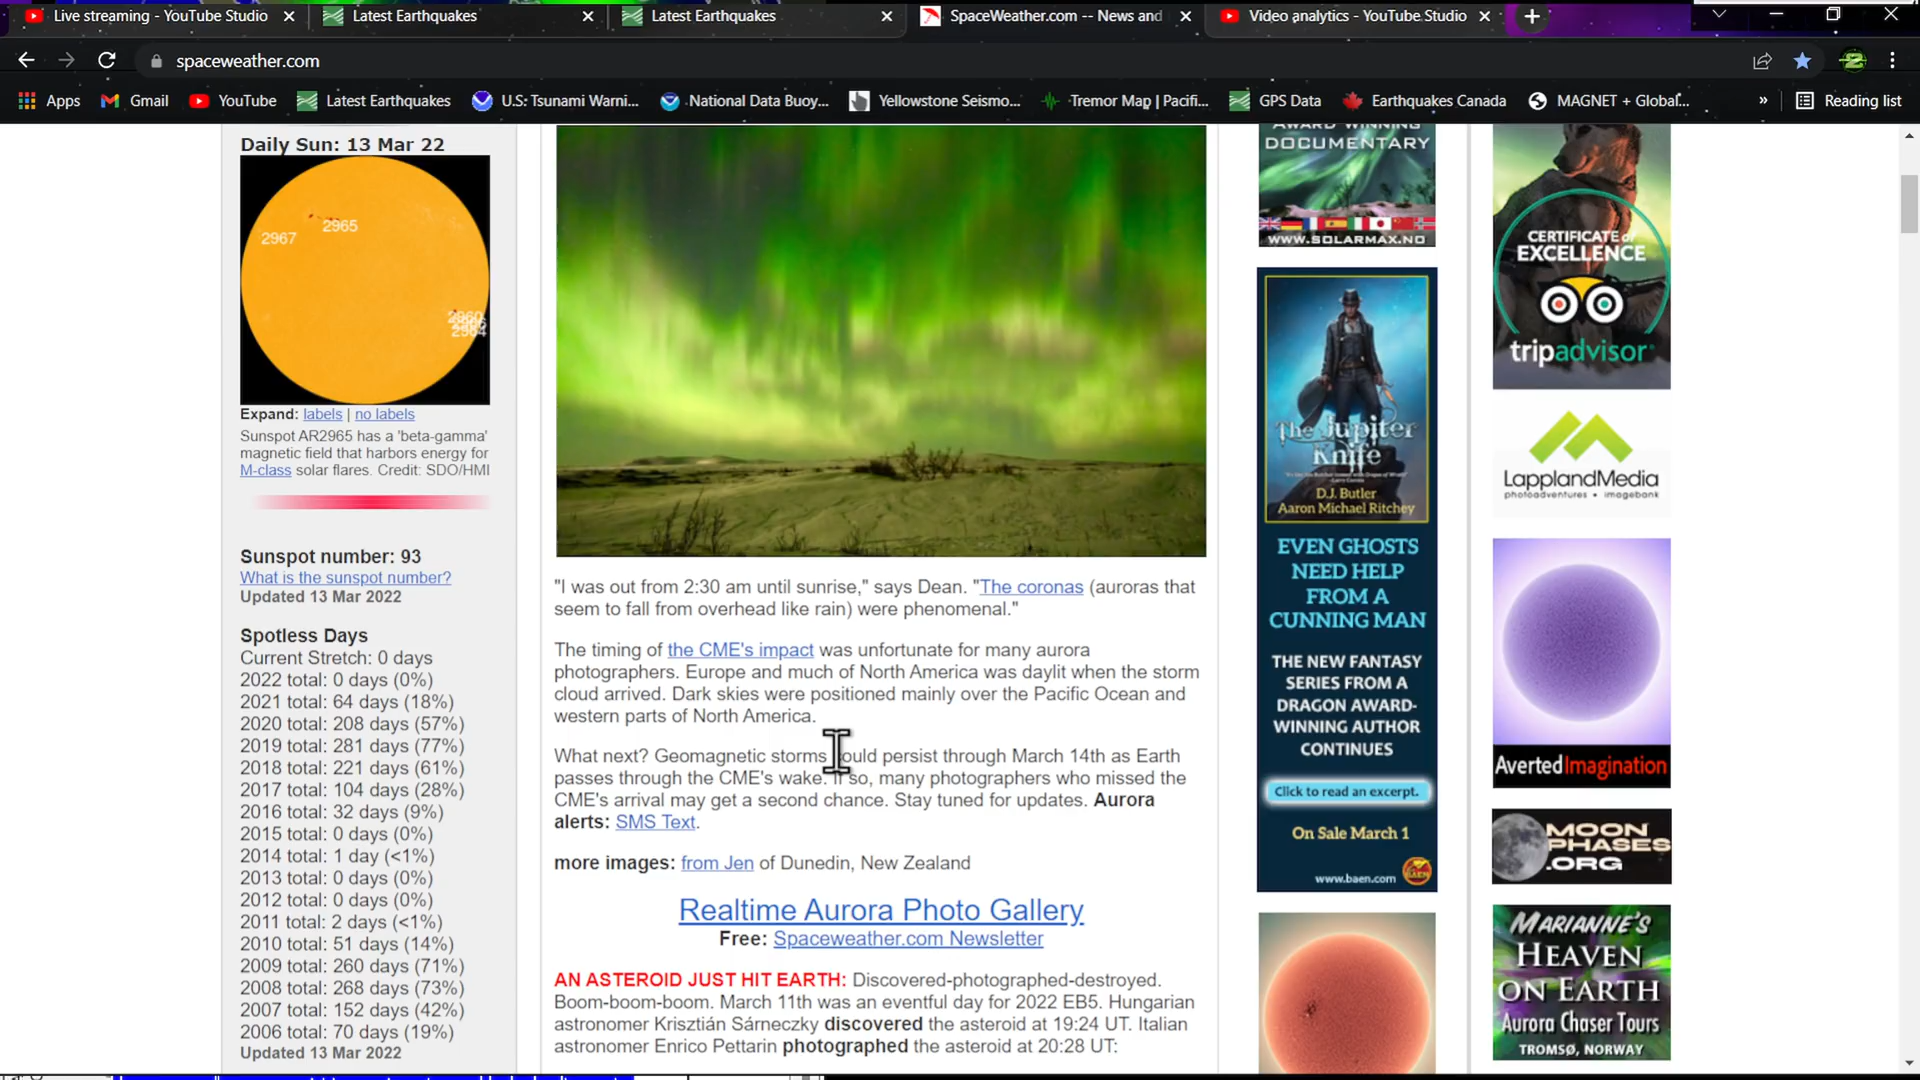 Live streaming - YouTube Studio
Latest Earthquakes
Latest Earthquakes
SpaceWeather.com -- News and
Video analytics - YouTube Studio
spaceweather.com
Apps
Gmail
YouTube
Latest Earthquakes
U.S: Tsunami Warni...
National Data Buoy...
Yellowstone Seismo...
Tremor Map | Pacifi...
GPS Data
Earthquakes Canada
MAGNET + Global...
»
Reading list
Daily Sun: 13 Mar 22
2967
2965
Expand: labels | no labels
Sunspot AR2965 has a 'beta-gamma'
magnetic field that harbors energy for
M-class solar flares. Credit: SDO/HMI
Sunspot number: 93
What is the sunspot number?
Updated 13 Mar 2022
Spotless Days
Current Stretch: 0 days
2022 total: 0 days (0%)
2021 total: 64 days (18%)
2020 total: 208 days (57%)
2019 total: 281 days (77%)
2018 total: 221 days (61%)
2017 total: 104 days (28%)
2016 total: 32 days (9%)
2015 total: 0 days (0%)
2014 total: 1 day (<1%)
2013 total: 0 days (0%)
2012 total: 0 days (0%)
2011 total: 2 days (<1%)
2010 total: 51 days (14%)
2009 total: 260 days (71%)
2008 total: 268 days (73%)
2007 total: 152 days (42%)
2006 total: 70 days (19%)
Updated 13 Mar 2022
"I was out from 2:30 am until sunrise," says Dean. "The coronas (auroras that
seem to fall from overhead like rain) were phenomenal."
The timing of the CME's impact was unfortunate for many aurora
photographers. Europe and much of North America was daylit when the storm
cloud arrived. Dark skies were positioned mainly over the Pacific Ocean and
western parts of North America.
What next? Geomagnetic storms could persist through March 14th as Earth
passes through the CME's wake. If so, many photographers who missed the
CME's arrival may get a second chance. Stay tuned for updates. Aurora
alerts: SMS Text.
more images: from Jen of Dunedin, New Zealand
Realtime Aurora Photo Gallery
Free: Spaceweather.com Newsletter
AN ASTEROID JUST HIT EARTH: Discovered-photographed-destroyed.
Boom-boom-boom. March 11th was an eventful day for 2022 EB5. Hungarian
astronomer Krisztián Sárneczky discovered the asteroid at 19:24 UT. Italian
astronomer Enrico Pettarin photographed the asteroid at 20:28 UT:
AWARD WINNING
DOCUMENTARY
WWW.SOLARMAX.NO
The Jupiter
Knife
D.J. Butler
Aaron Michael Ritchey
EVEN GHOSTS
NEED HELP
FROM A
CUNNING MAN
THE NEW FANTASY
SERIES FROM A
DRAGON AWARD-
WINNING AUTHOR
CONTINUES
Click to read an excerpt.
On Sale March 1
www.baen.com
BAEN
CERTIFICATE of
EXCELLENCE
tripadvisor
LapplandMedia
photoadventures • imagebank
AvertedImagination
MOON
PHASES
.ORG
MARIANNE'S
HEAVEN
ON EARTH
Aurora Chaser Tours
TROMSØ, NORWAY